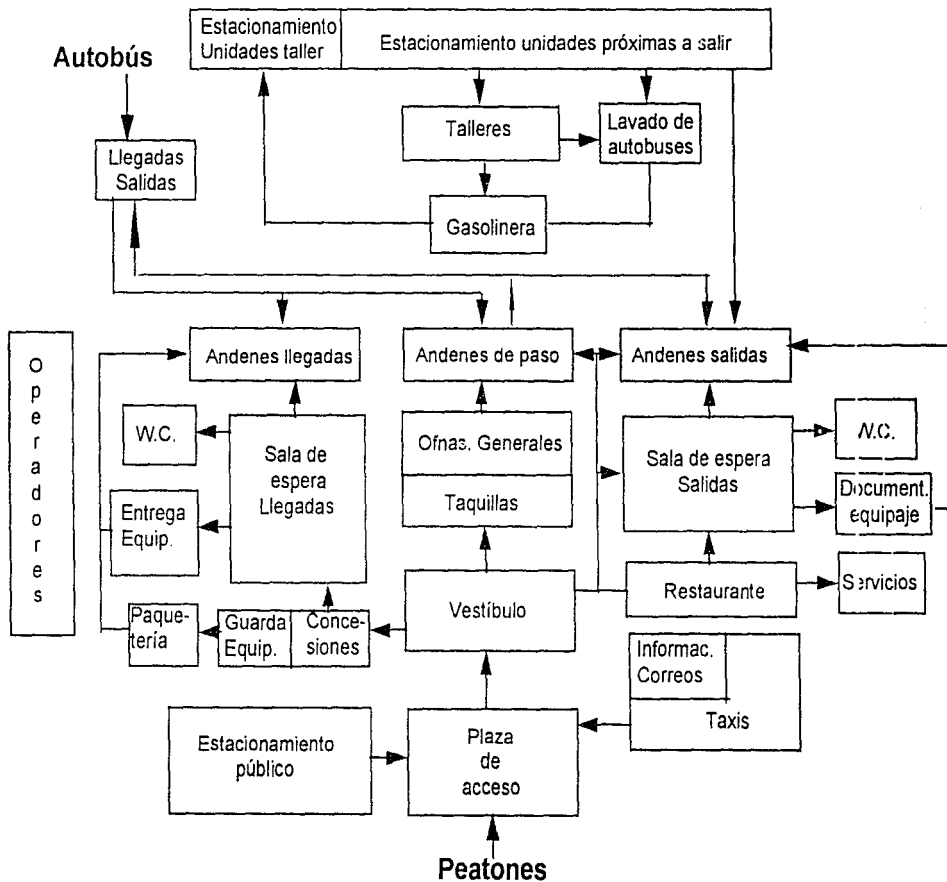 Estacionamiento
Unidades taller
Estacionamiento unidades próximas a salir
Autobús
Talleres
Lavado de
autobuses
Llegadas
Salidas
Gasolinera
Operadores
Andenes llegadas
Andenes de paso
Andenes salidas
W.C.
Sala de
espera
Llegadas
Ofnas. Generales
Taquillas
Sala de espera
Salidas
W.C.
Entrega
Equip.
Document.
equipaje
Paque-
tería
Guarda
Equip.
Conce-
siones
Vestíbulo
Restaurante
Servicios
Informac.
Correos
Taxis
Estacionamiento
público
Plaza
de
acceso
Peatones